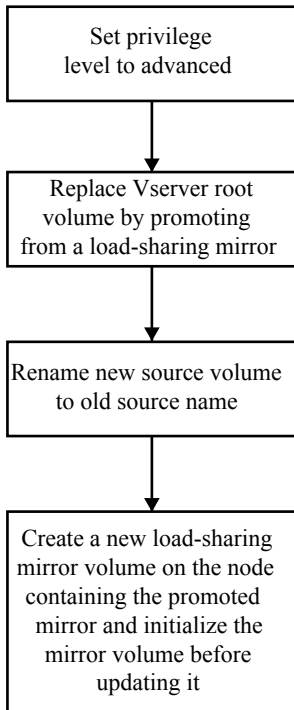 Set privilege
level to advanced
Replace Vserver root
volume by promoting
from a load-sharing mirror
Rename new source volume
to old source name
Create a new load-sharing
mirror volume on the node
containing the promoted
mirror and initialize the
mirror volume before
updating it